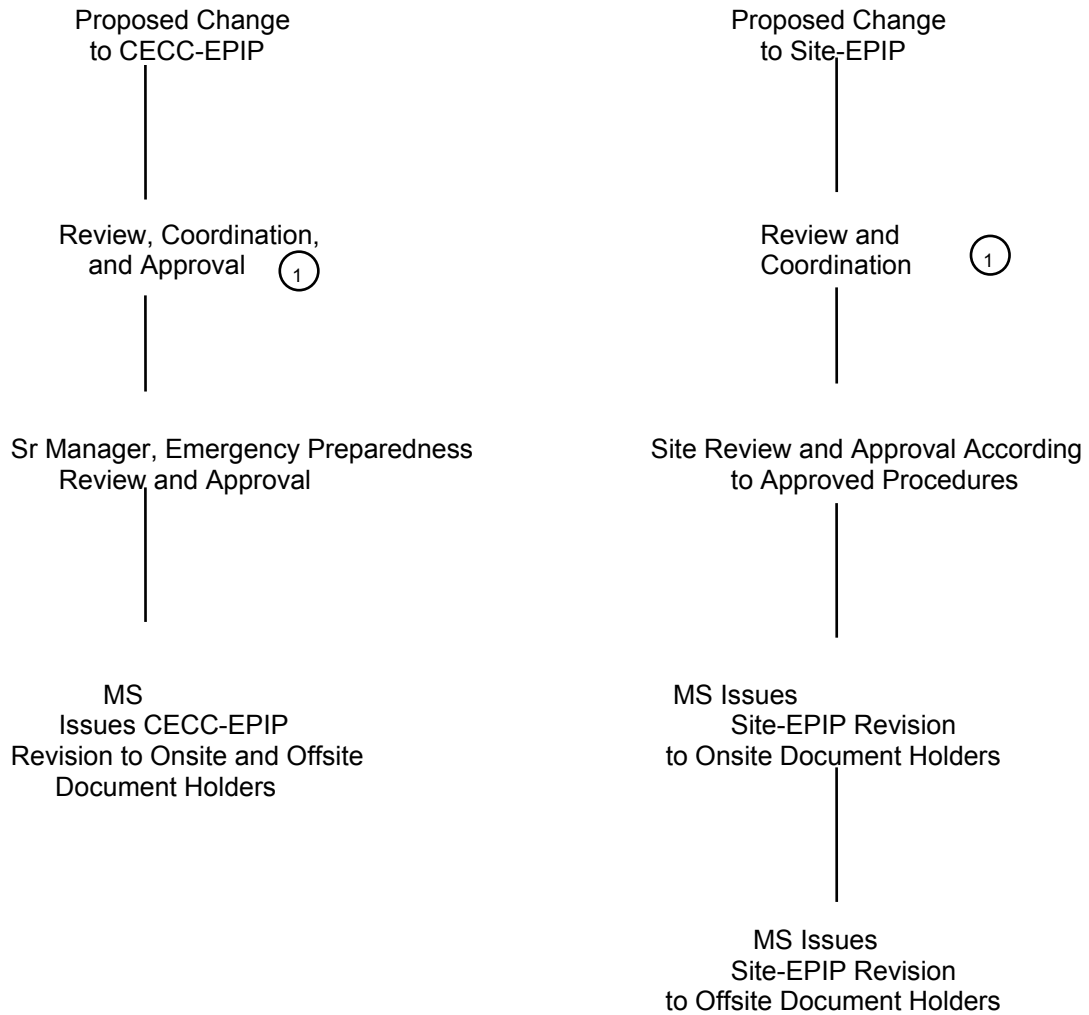 Proposed Change
to CECC-EPIP
Review, Coordination,
and Approval
1
Sr Manager, Emergency Preparedness
Review and Approval
MS
Issues CECC-EPIP
Revision to Onsite and Offsite
Document Holders
Proposed Change
to Site-EPIP
Review and
Coordination
1
Site Review and Approval According
to Approved Procedures
MS Issues
Site-EPIP Revision
to Onsite Document Holders
MS Issues
Site-EPIP Revision
to Offsite Document Holders